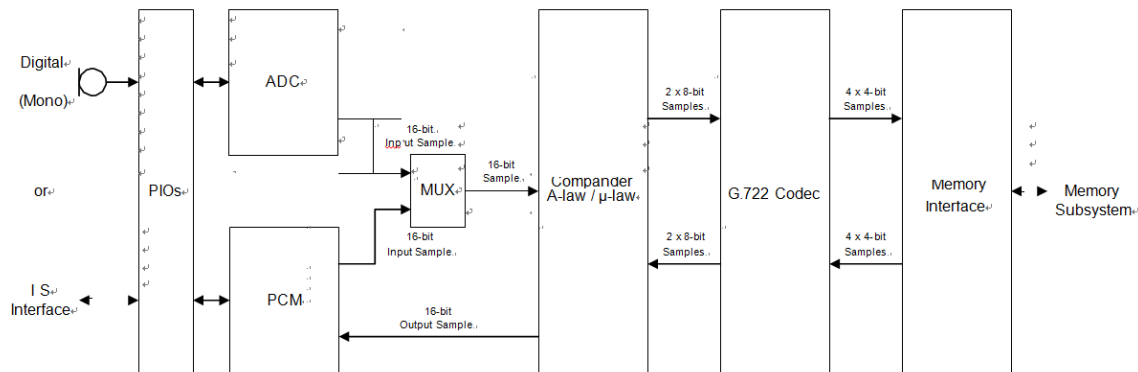 Digital
(Mono)
or
I S
Interface
PIOs
ADC
PCM
16-bit.
Input Sample.
MUX
16-bit
Input Sample.
16-bit
Sample.
16-bit
Output Sample.
Compander
A-law / µ-law
2 x 8-bit
Samples.
2 x 8-bit
Samples.
G.722 Codec
4 x 4-bit
Samples.
4 x 4-bit
Samples.
Memory
Interface
Memory
Subsystem